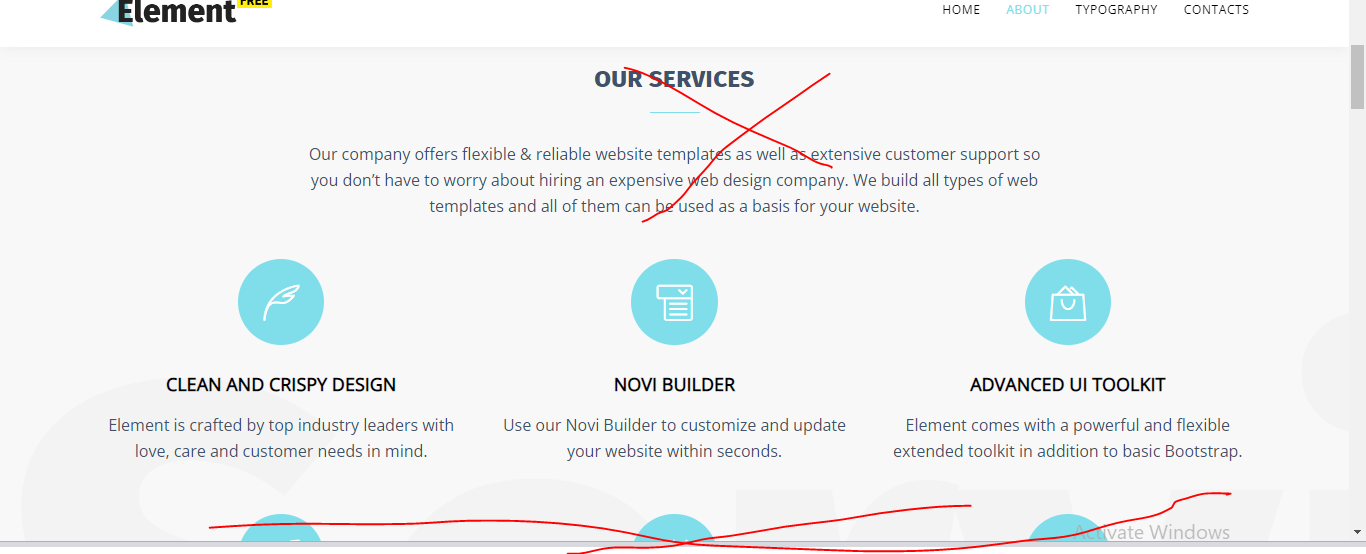 Element FREE
HOME ABOUT TYPOGRAPHY CONTACTS
OUR SERVICES
Our company offers flexible & reliable website templates as well as extensive customer support so
you don’t have to worry about hiring an expensive web design company. We build all types of web
templates and all of them can be used as a basis for your website.
CLEAN AND CRISPY DESIGN
Element is crafted by top industry leaders with
love, care and customer needs in mind.
NOVI BUILDER
Use our Novi Builder to customize and update
your website within seconds.
ADVANCED UI TOOLKIT
Element comes with a powerful and flexible
extended toolkit in addition to basic Bootstrap.
Activate Windows